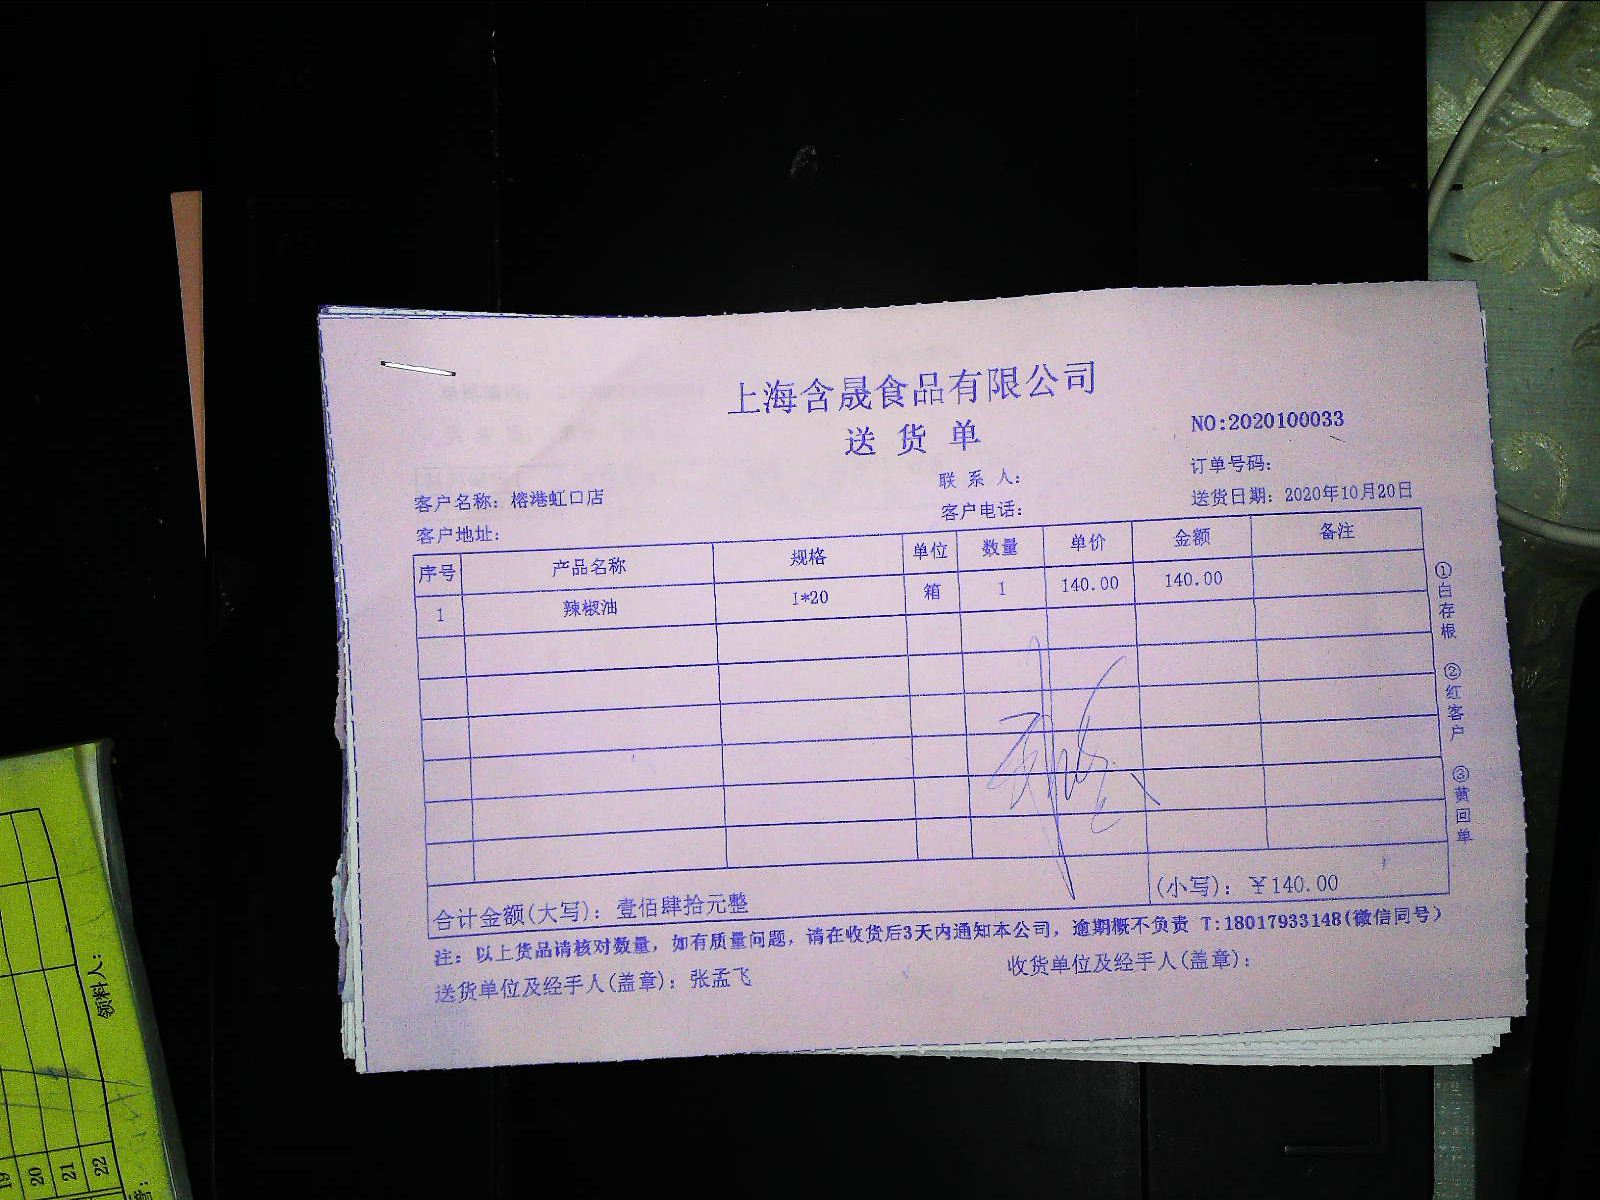 上海含晟食品有限公司
送货单
NO:2020100033
联系人：
订单号码：
客户名称：榕港虹口店
客户电话：
送货日期：2020年10月20日
客户地址：
序号 产品名称 规格 单位 数量 单价 金额 备注
1 辣椒油 1*20 箱 1 140.00 140.00
合计金额(大写)：壹佰肆拾元整 (小写)：￥140.00
注：以上货品请核对数量，如有质量问题，请在收货后3天内通知本公司，逾期概不负责 T:18017933148(微信同号)
送货单位及经手人(盖章)：张孟飞
收货单位及经手人(盖章)：
①白存根 ②红客户 ③黄回单
领料人：
19
20
21
22